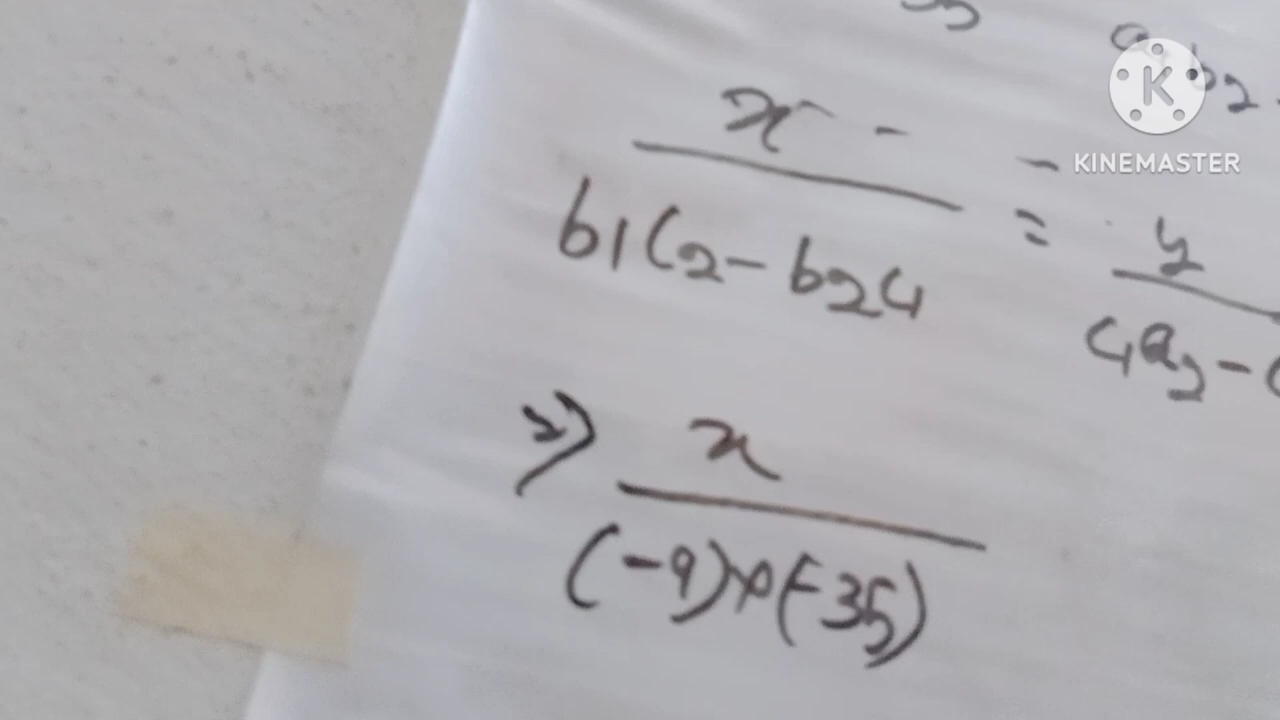 K
KINEMASTER
x = y
b1c2-b2c1 c1a2-
⇒ x
(-9)×(-35)